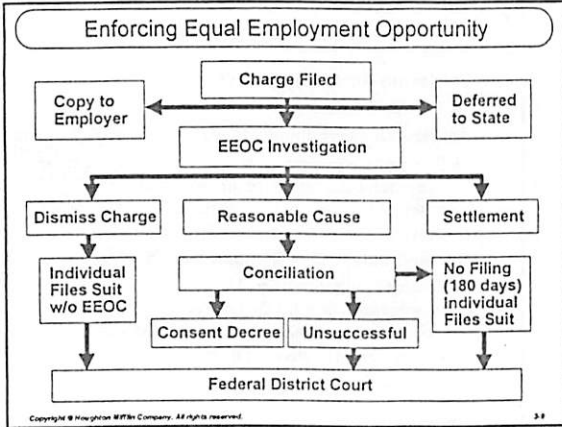 Enforcing Equal Employment Opportunity
Charge Filed
Copy to
Employer
Deferred
to State
EEOC Investigation
Dismiss Charge
Reasonable Cause
Settlement
Individual
Files Suit
w/o EEOC
Conciliation
No Filing
(180 days)
Individual
Files Suit
Consent Decree
Unsuccessful
Federal District Court
Copyright © Houghton Mifflin Company. All rights reserved.